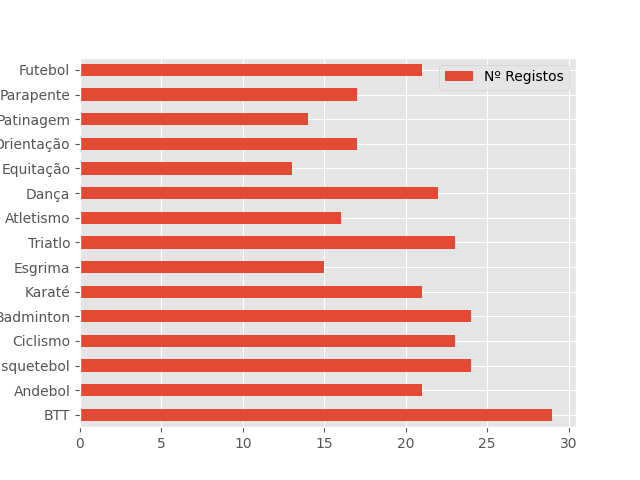 Nº Registos
Futebol
Parapente
Patinagem
Orientação
Equitação
Dança
Atletismo
Triatlo
Esgrima
Karaté
Badminton
Ciclismo
squetebol
Andebol
BTT
0 5 10 15 20 25 30